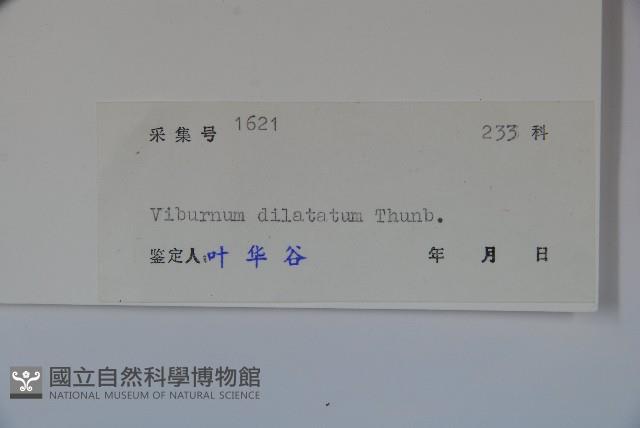 采集号 1621 233 科
Viburnum dilatatum Thunb.
鉴定人: 叶华谷 年 月 日
國立自然科學博物館
NATIONAL MUSEUM OF NATURAL SCIENCE